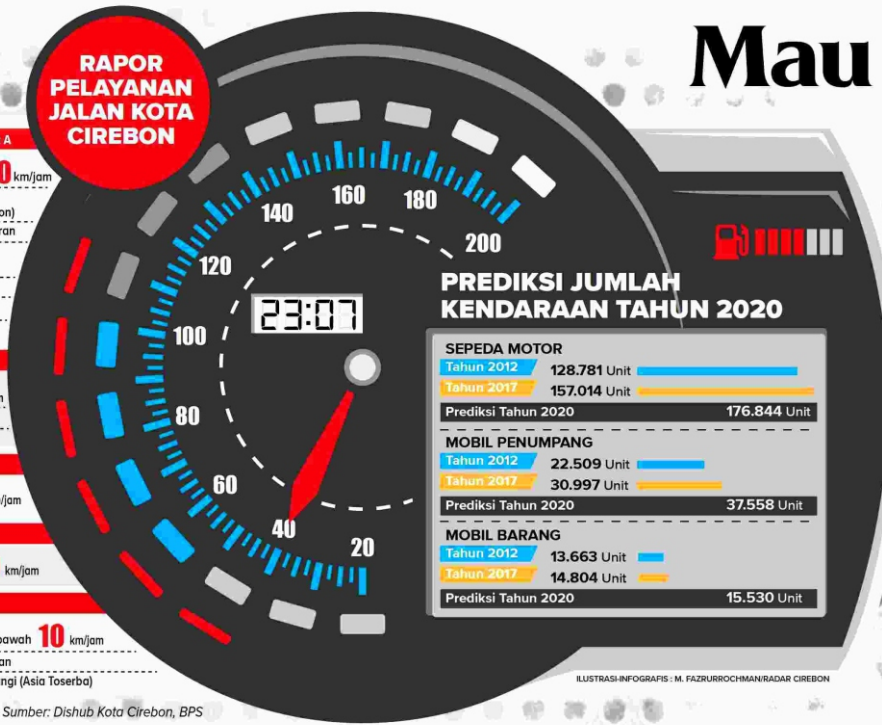 RAPOR
PELAYANAN
JALAN KOTA
CIREBON
Mau
A
0 km/jam
20
40
60
80
100
120
140
160
180
200
23:07
PREDIKSI JUMLAH
KENDARAAN TAHUN 2020
SEPEDA MOTOR
Tahun 2012 128.781 Unit
Tahun 2017 157.014 Unit
Prediksi Tahun 2020 176.844 Unit
MOBIL PENUMPANG
Tahun 2012 22.509 Unit
Tahun 2017 30.997 Unit
Prediksi Tahun 2020 37.558 Unit
MOBIL BARANG
Tahun 2012 13.663 Unit
Tahun 2017 14.804 Unit
Prediksi Tahun 2020 15.530 Unit
/jam
km/jam
10 km/jam
ngi (Asia Toserba)
ILUSTRASI-INFOGRAFIS : M. FAZRURROCHMAN/RADAR CIREBON
Sumber: Dishub Kota Cirebon, BPS